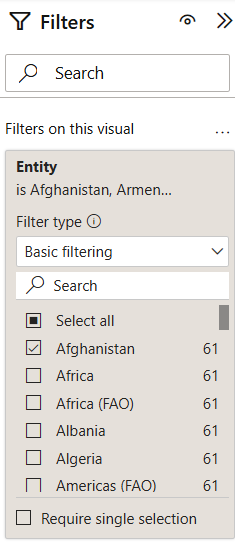 Filters
Search
Filters on this visual ...
Entity
is Afghanistan, Armen...
Filter type
Basic filtering
Search
Select all
Afghanistan 61
Africa 61
Africa (FAO) 61
Albania 61
Algeria 61
Americas (FAO) 61
Require single selection